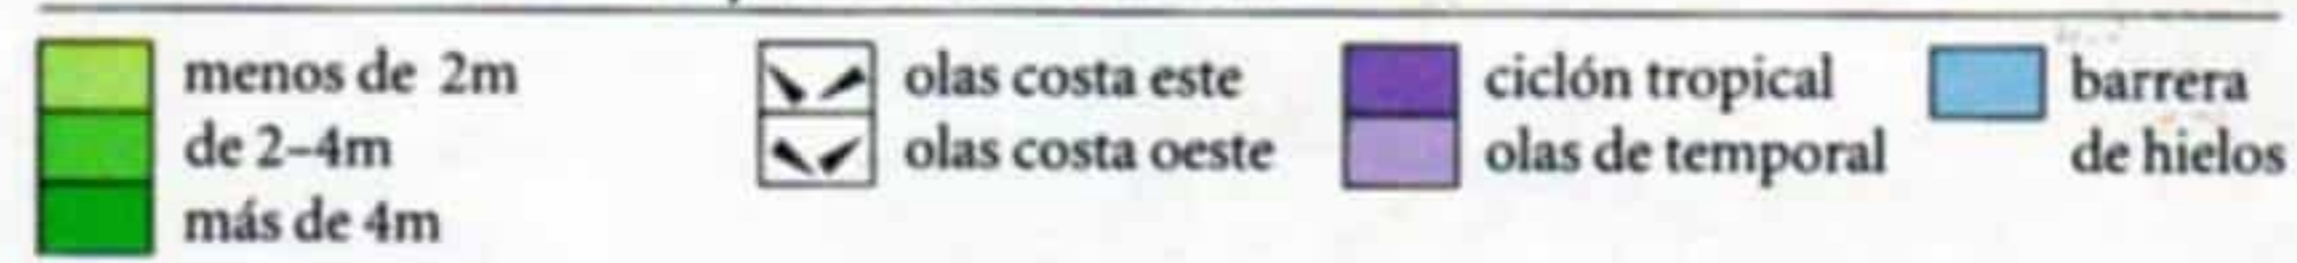 menos de 2m
de 2–4m
más de 4m
olas costa este
olas costa oeste
ciclón tropical
olas de temporal
barrera
de hielos